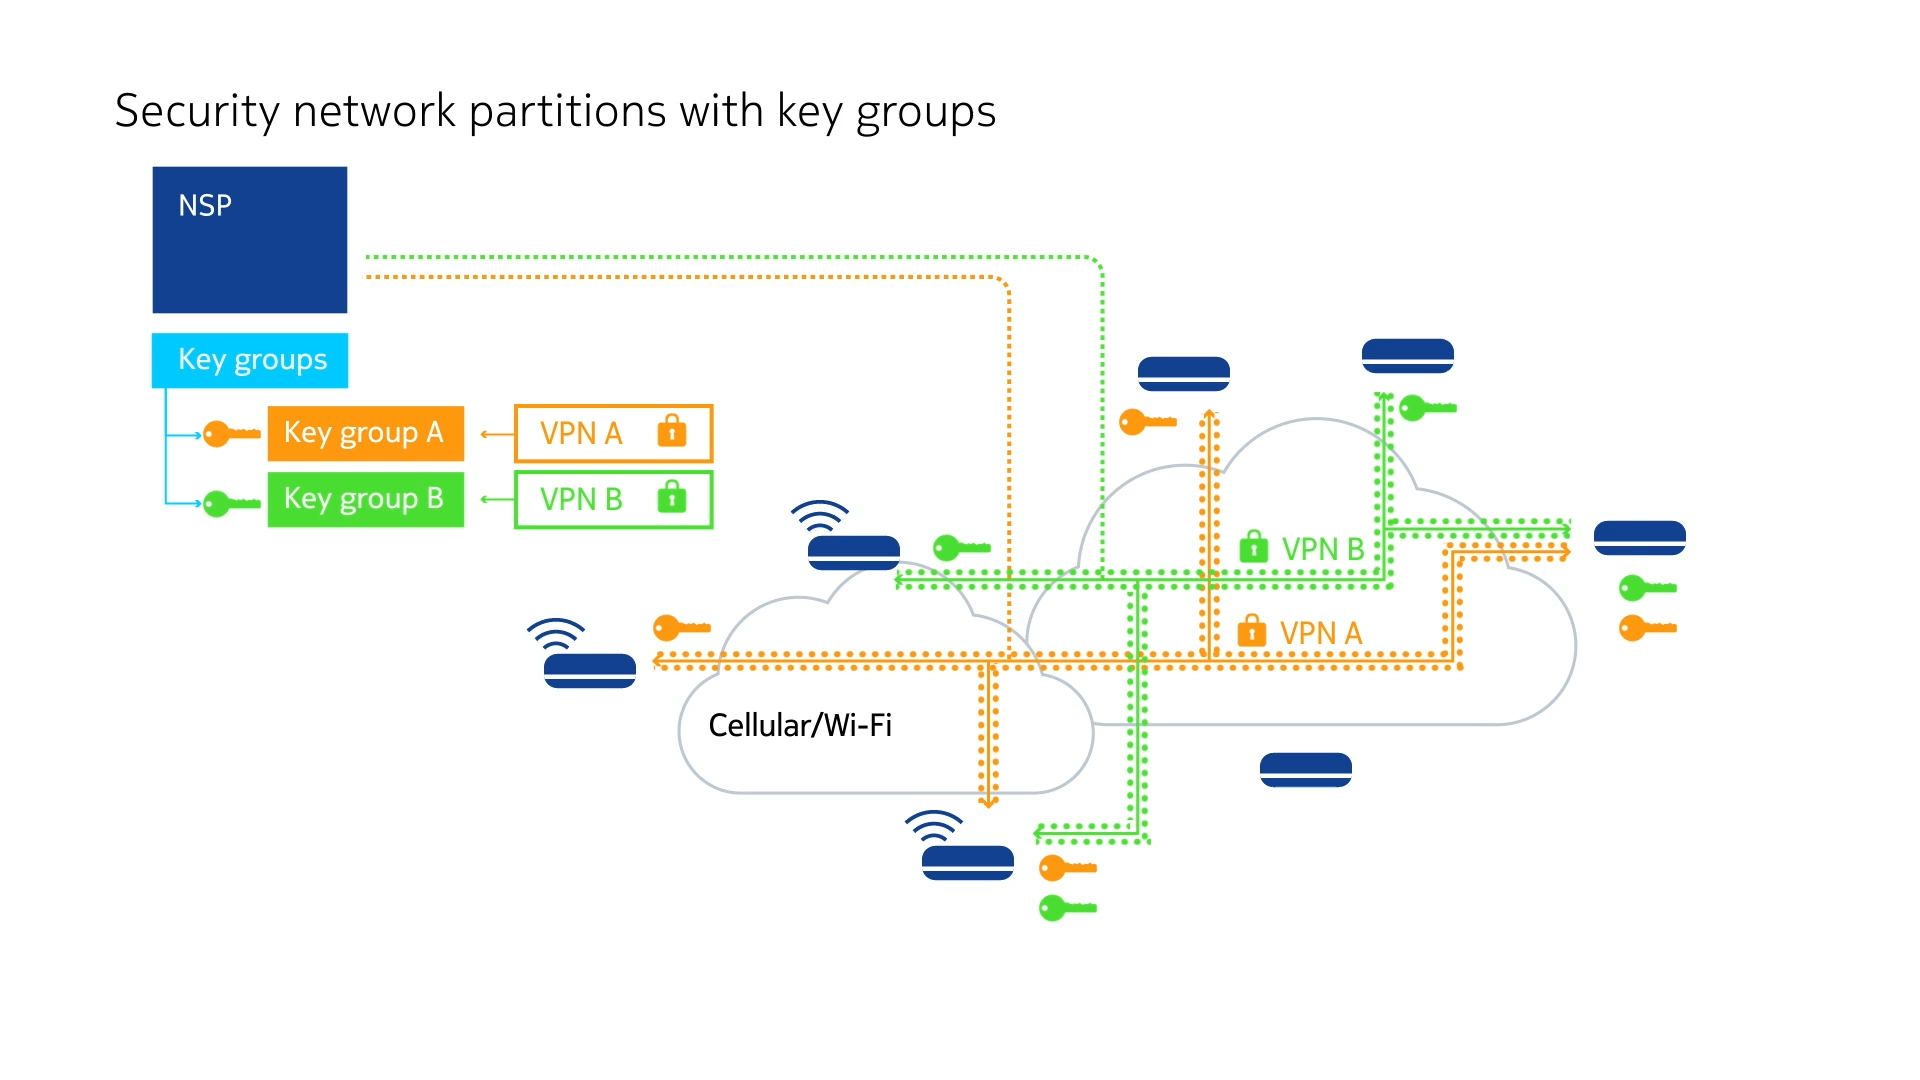 Security network partitions with key groups
NSP
Key groups
Key group A
VPN A
Key group B
VPN B
VPN B
VPN A
Cellular/Wi-Fi